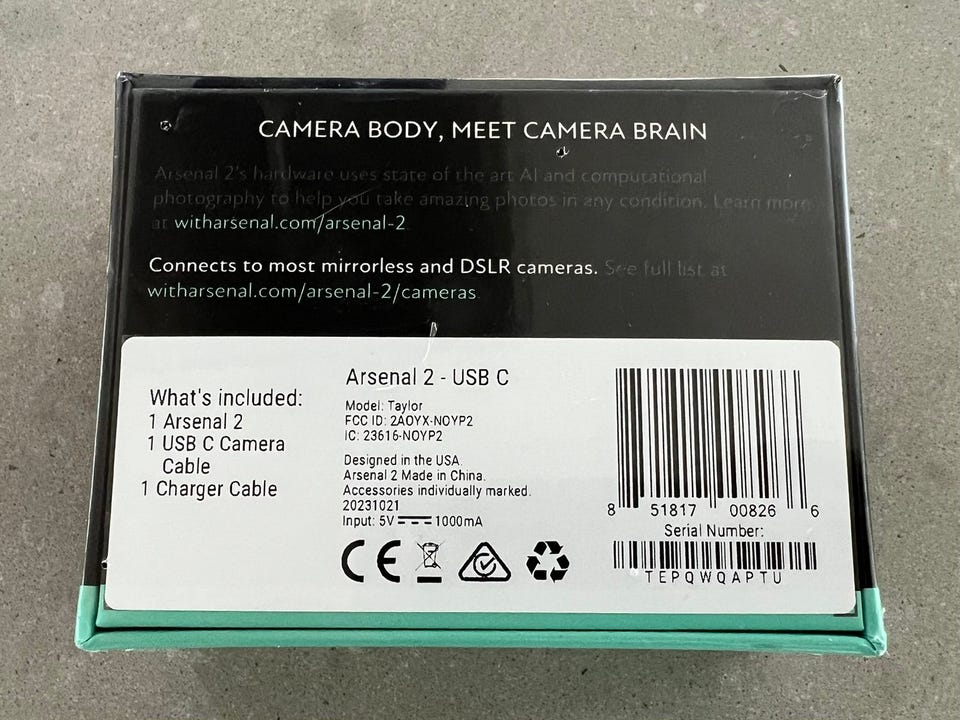 CAMERA BODY, MEET CAMERA BRAIN
Arsenal 2's hardware uses state of the art AI and computational
photography to help you take amazing photos in any condition. Learn more
at witharsenal.com/arsenal-2
Connects to most mirrorless and DSLR cameras. See full list at
witharsenal.com/arsenal-2/cameras
What's included:
1 Arsenal 2
1 USB C Camera
Cable
1 Charger Cable
Arsenal 2 - USB C
Model: Taylor
FCC ID: 2AOYX-NOYP2
IC: 23616-NOYP2
Designed in the USA.
Arsenal 2 Made in China.
Accessories individually marked.
20231021
Input: 5V ⎓ 1000mA
CE
8 51817 00826 6
Serial Number:
TEPQWQAPTU